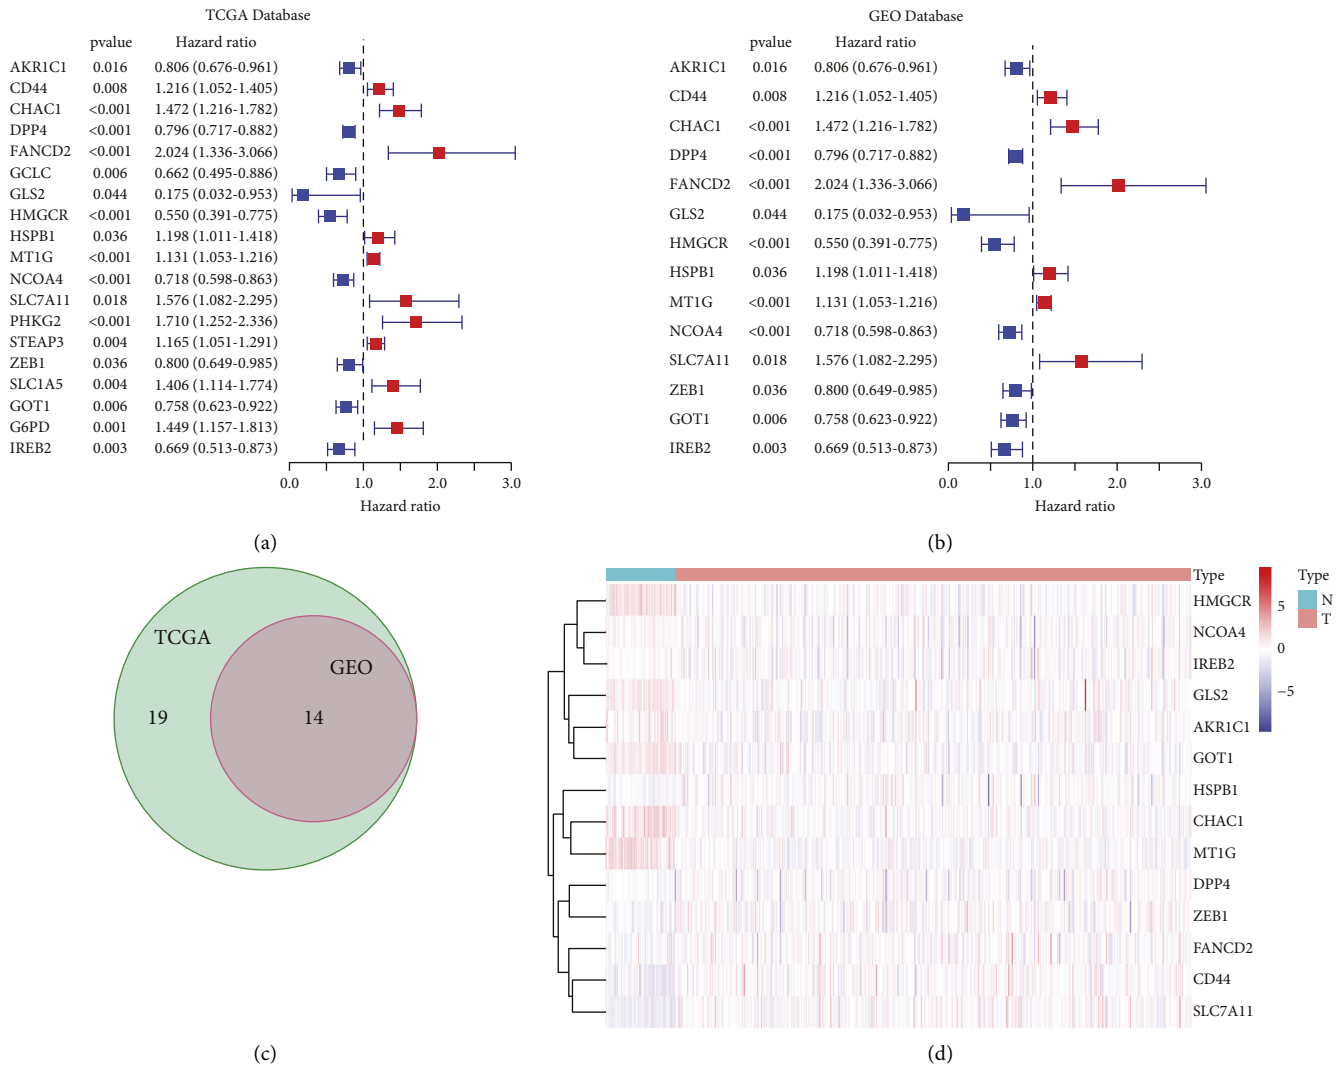 TCGA Database
pvalue Hazard ratio
AKR1C1 0.016 0.806 (0.676-0.961)
CD44 0.008 1.216 (1.052-1.405)
CHAC1 <0.001 1.472 (1.216-1.782)
DPP4 <0.001 0.796 (0.717-0.882)
FANCD2 <0.001 2.024 (1.336-3.066)
GCLC 0.006 0.662 (0.495-0.886)
GLS2 0.044 0.175 (0.032-0.953)
HMGCR <0.001 0.550 (0.391-0.775)
HSPB1 0.036 1.198 (1.011-1.418)
MT1G <0.001 1.131 (1.053-1.216)
NCOA4 <0.001 0.718 (0.598-0.863)
SLC7A11 0.018 1.576 (1.082-2.295)
PHKG2 <0.001 1.710 (1.252-2.336)
STEAP3 0.004 1.165 (1.051-1.291)
ZEB1 0.036 0.800 (0.649-0.985)
SLC1A5 0.004 1.406 (1.114-1.774)
GOT1 0.006 0.758 (0.623-0.922)
G6PD 0.001 1.449 (1.157-1.813)
IREB2 0.003 0.669 (0.513-0.873)
0.0 1.0 2.0 3.0
Hazard ratio
(a)
GEO Database
pvalue Hazard ratio
AKR1C1 0.016 0.806 (0.676-0.961)
CD44 0.008 1.216 (1.052-1.405)
CHAC1 <0.001 1.472 (1.216-1.782)
DPP4 <0.001 0.796 (0.717-0.882)
FANCD2 <0.001 2.024 (1.336-3.066)
GLS2 0.044 0.175 (0.032-0.953)
HMGCR <0.001 0.550 (0.391-0.775)
HSPB1 0.036 1.198 (1.011-1.418)
MT1G <0.001 1.131 (1.053-1.216)
NCOA4 <0.001 0.718 (0.598-0.863)
SLC7A11 0.018 1.576 (1.082-2.295)
ZEB1 0.036 0.800 (0.649-0.985)
GOT1 0.006 0.758 (0.623-0.922)
IREB2 0.003 0.669 (0.513-0.873)
0.0 1.0 2.0 3.0
Hazard ratio
(b)
TCGA
GEO
19 14
(c)
Type
HMGCR
NCOA4
IREB2
GLS2
AKR1C1
GOT1
HSPB1
CHAC1
MT1G
DPP4
ZEB1
FANCD2
CD44
SLC7A11
5
0
−5
Type
N
T
(d)